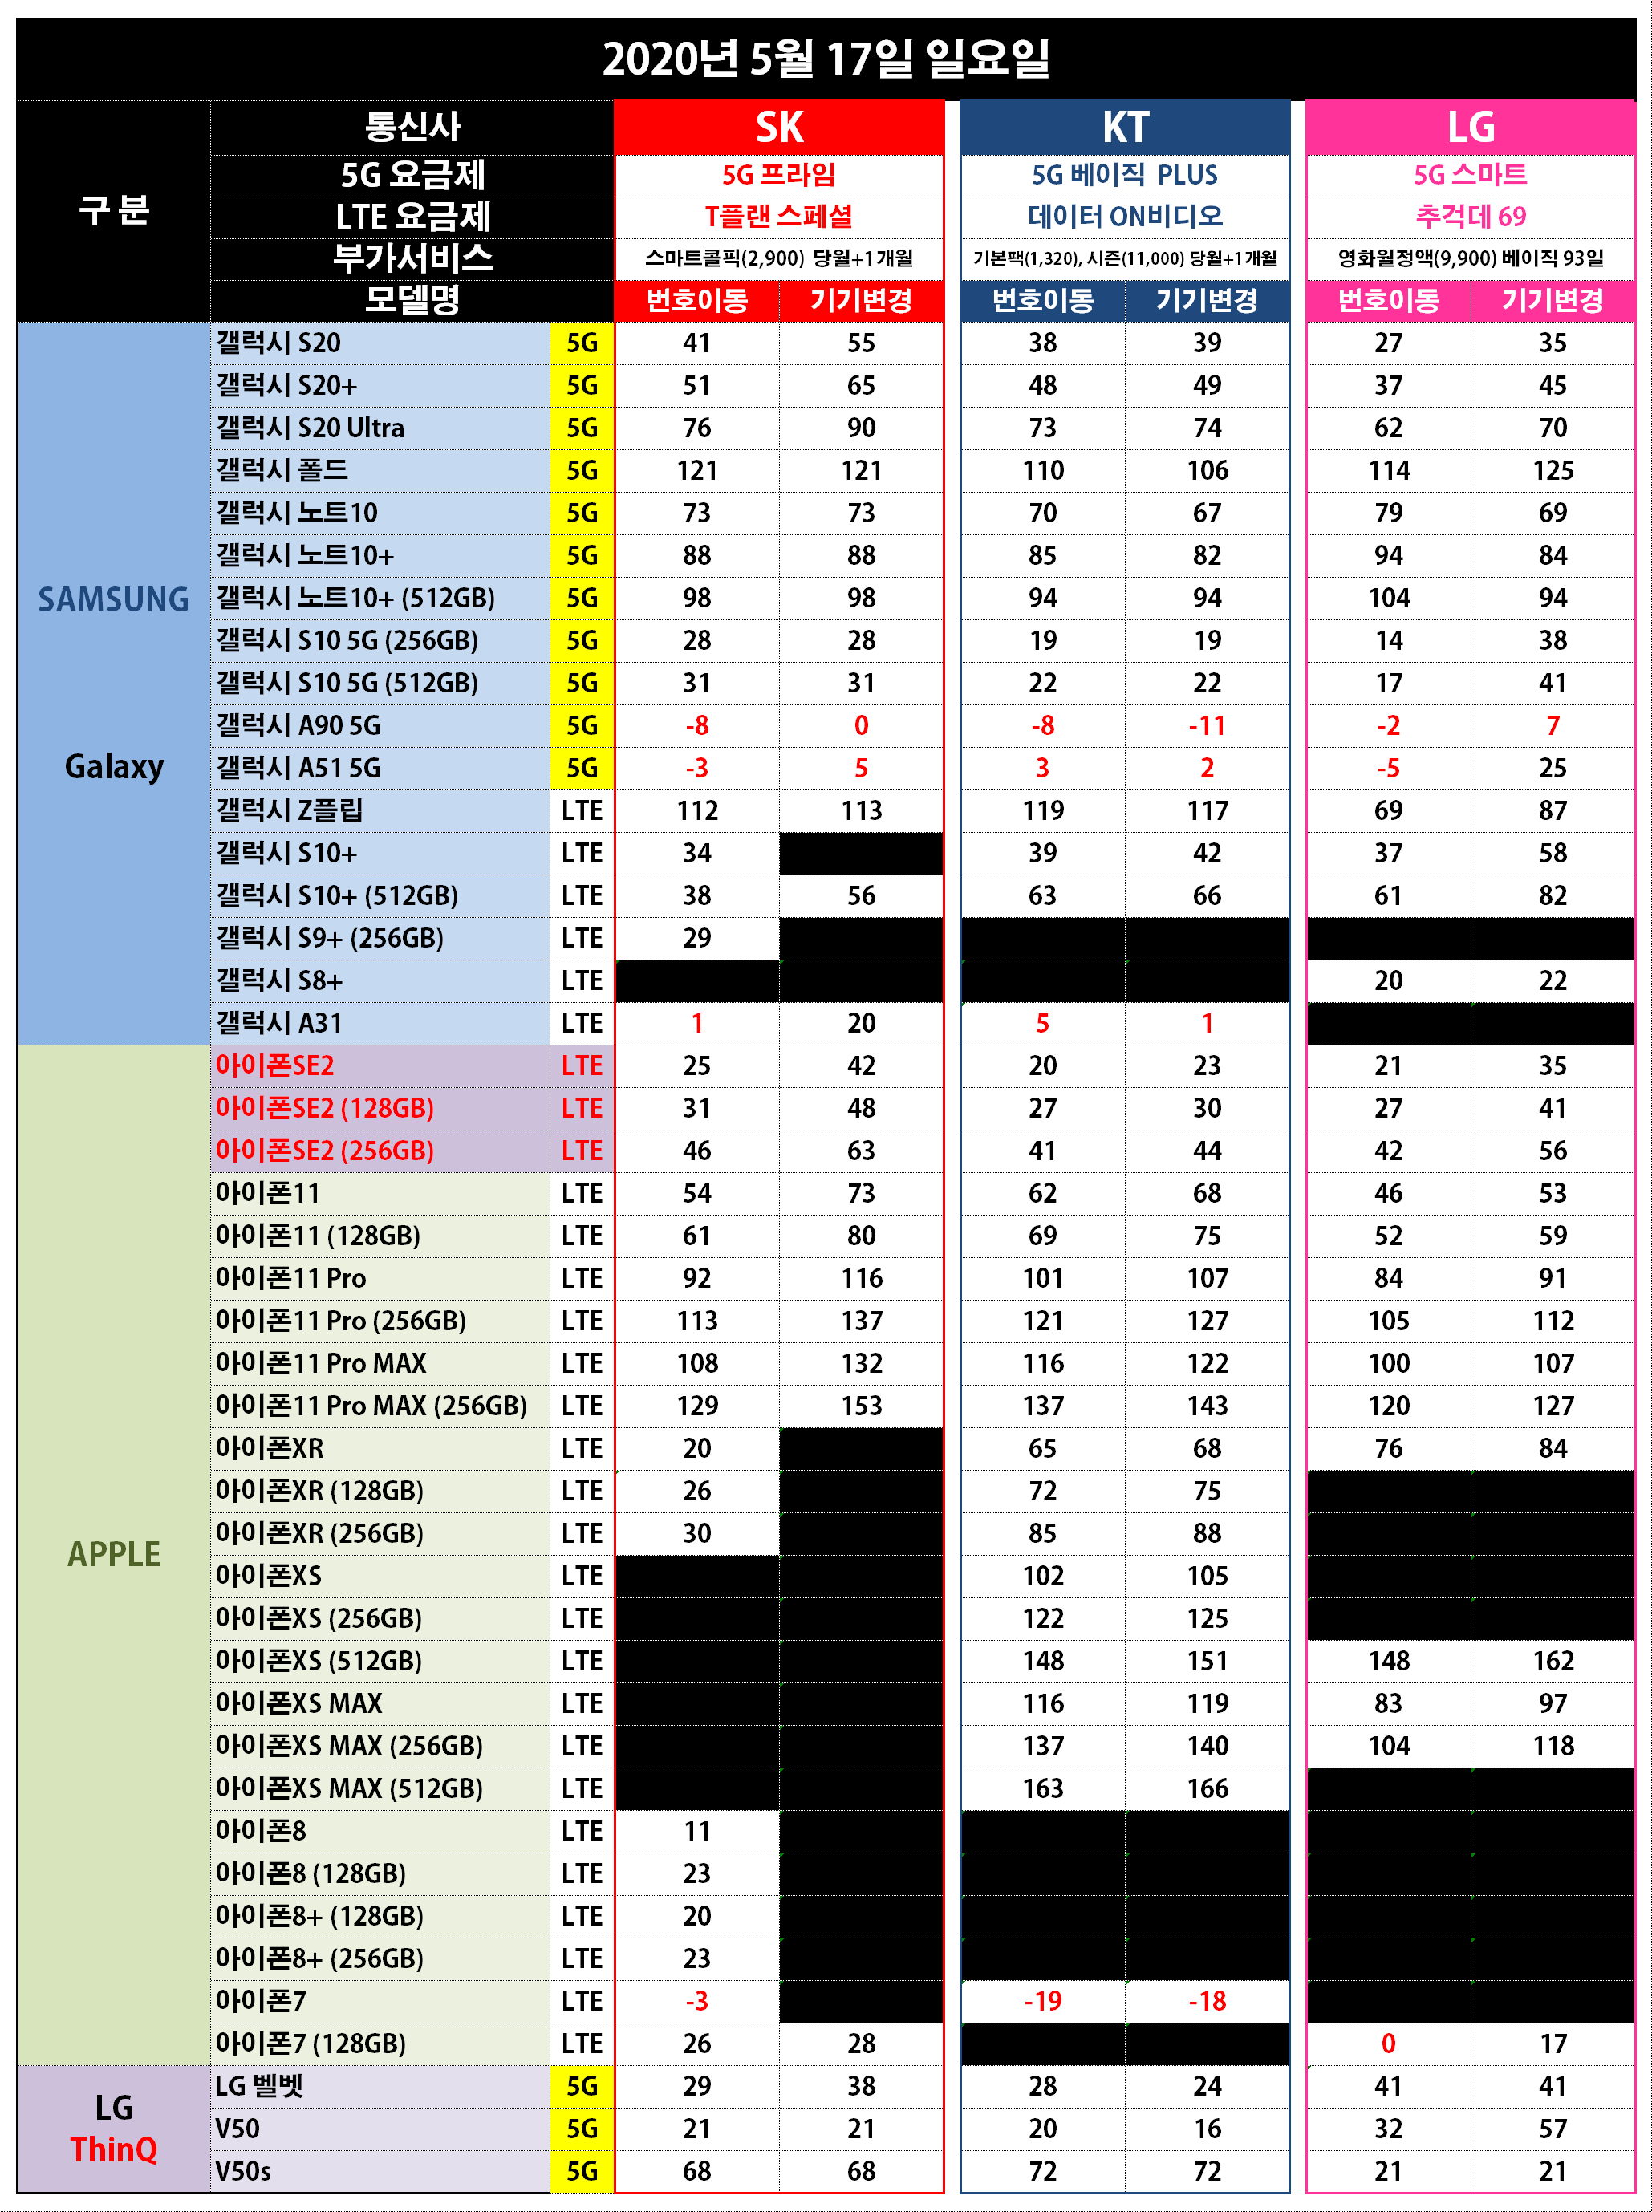 2020년 5월 17일 일요일
구 분 통신사 SK KT LG
5G 요금제 5G 프라임 5G 베이직 PLUS 5G 스마트
LTE 요금제 T플랜 스페셜 데이터 ON비디오 추걱데 69
부가서비스 스마트콜픽(2,900) 당월+1개월 기본팩(1,320), 시즌(11,000) 당월+1개월 영화월정액(9,900) 베이직 93일
모델명 번호이동 기기변경 번호이동 기기변경 번호이동 기기변경
SAMSUNG
Galaxy
갤럭시 S20 5G 41 55 38 39 27 35
갤럭시 S20+ 5G 51 65 48 49 37 45
갤럭시 S20 Ultra 5G 76 90 73 74 62 70
갤럭시 폴드 5G 121 121 110 106 114 125
갤럭시 노트10 5G 73 73 70 67 79 69
갤럭시 노트10+ 5G 88 88 85 82 94 84
갤럭시 노트10+ (512GB) 5G 98 98 94 94 104 94
갤럭시 S10 5G (256GB) 5G 28 28 19 19 14 38
갤럭시 S10 5G (512GB) 5G 31 31 22 22 17 41
갤럭시 A90 5G 5G -8 0 -8 -11 -2 7
갤럭시 A51 5G 5G -3 5 3 2 -5 25
갤럭시 Z플립 LTE 112 113 119 117 69 87
갤럭시 S10+ LTE 34 39 42 37 58
갤럭시 S10+ (512GB) LTE 38 56 63 66 61 82
갤럭시 S9+ (256GB) LTE 29
갤럭시 S8+ LTE 20 22
갤럭시 A31 LTE 1 20 5 1
APPLE
아이폰SE2 LTE 25 42 20 23 21 35
아이폰SE2 (128GB) LTE 31 48 27 30 27 41
아이폰SE2 (256GB) LTE 46 63 41 44 42 56
아이폰11 LTE 54 73 62 68 46 53
아이폰11 (128GB) LTE 61 80 69 75 52 59
아이폰11 Pro LTE 92 116 101 107 84 91
아이폰11 Pro (256GB) LTE 113 137 121 127 105 112
아이폰11 Pro MAX LTE 108 132 116 122 100 107
아이폰11 Pro MAX (256GB) LTE 129 153 137 143 120 127
아이폰XR LTE 20 65 68 76 84
아이폰XR (128GB) LTE 26 72 75
아이폰XR (256GB) LTE 30 85 88
아이폰XS LTE 102 105
아이폰XS (256GB) LTE 122 125
아이폰XS (512GB) LTE 148 151 148 162
아이폰XS MAX LTE 116 119 83 97
아이폰XS MAX (256GB) LTE 137 140 104 118
아이폰XS MAX (512GB) LTE 163 166
아이폰8 LTE 11
아이폰8 (128GB) LTE 23
아이폰8+ (128GB) LTE 20
아이폰8+ (256GB) LTE 23
아이폰7 LTE -3 -19 -18
아이폰7 (128GB) LTE 26 28 0 17
LG
ThinQ
LG 벨벳 5G 29 38 28 24 41 41
V50 5G 21 21 20 16 32 57
V50s 5G 68 68 72 72 21 21